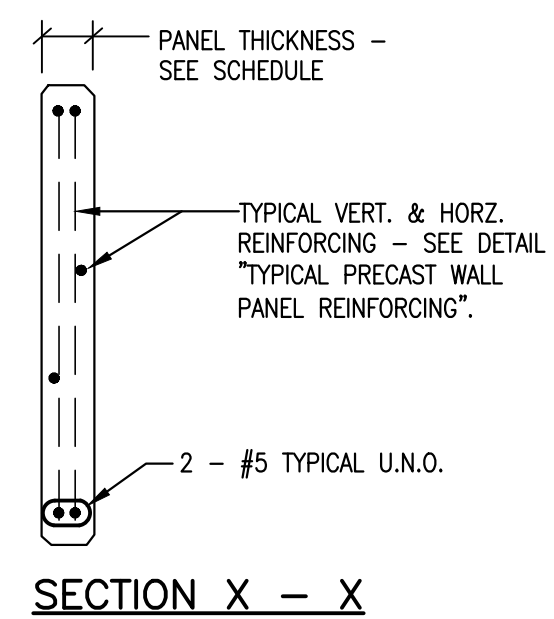 PANEL THICKNESS –
SEE SCHEDULE
TYPICAL VERT. & HORZ.
REINFORCING – SEE DETAIL
"TYPICAL PRECAST WALL
PANEL REINFORCING".
2 – #5 TYPICAL U.N.O.
SECTION X – X